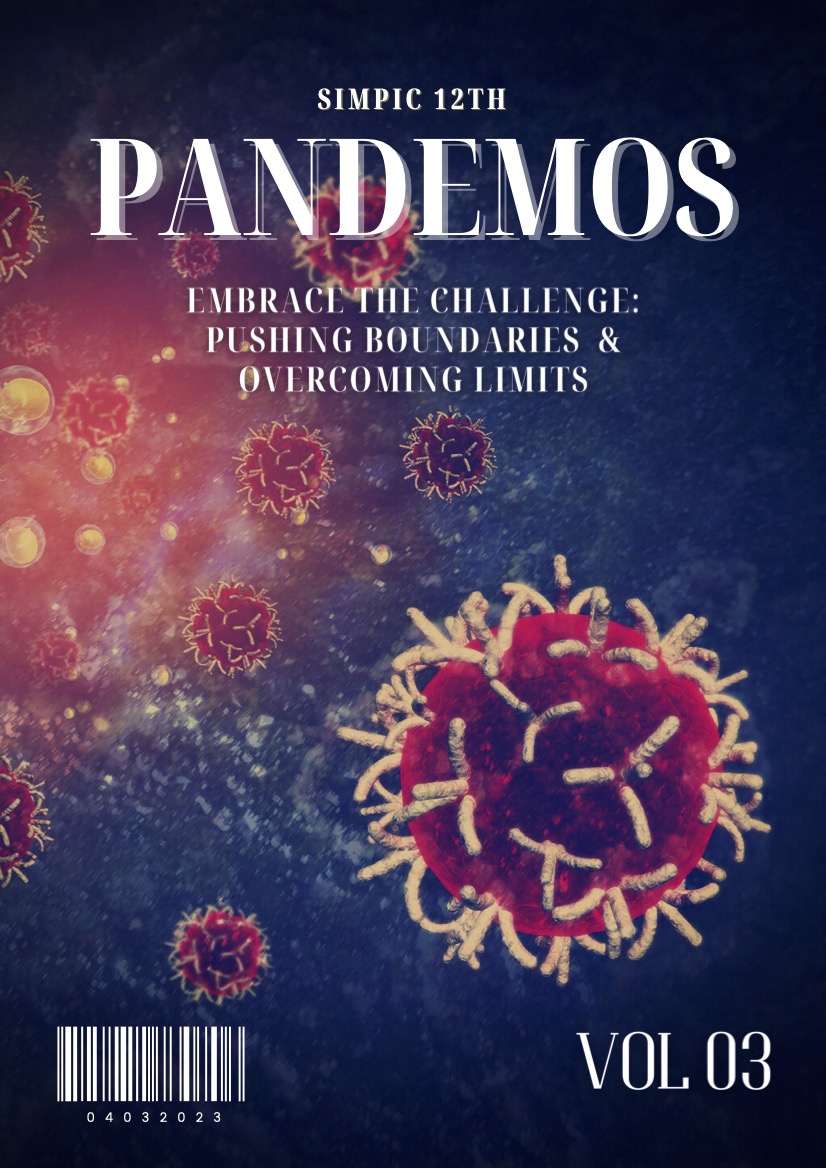 SIMPIC 12TH
PANDEMOS
EMBRACE THE CHALLENGE:
PUSHING BOUNDARIES &
OVERCOMING LIMITS
04032023
VOL 03